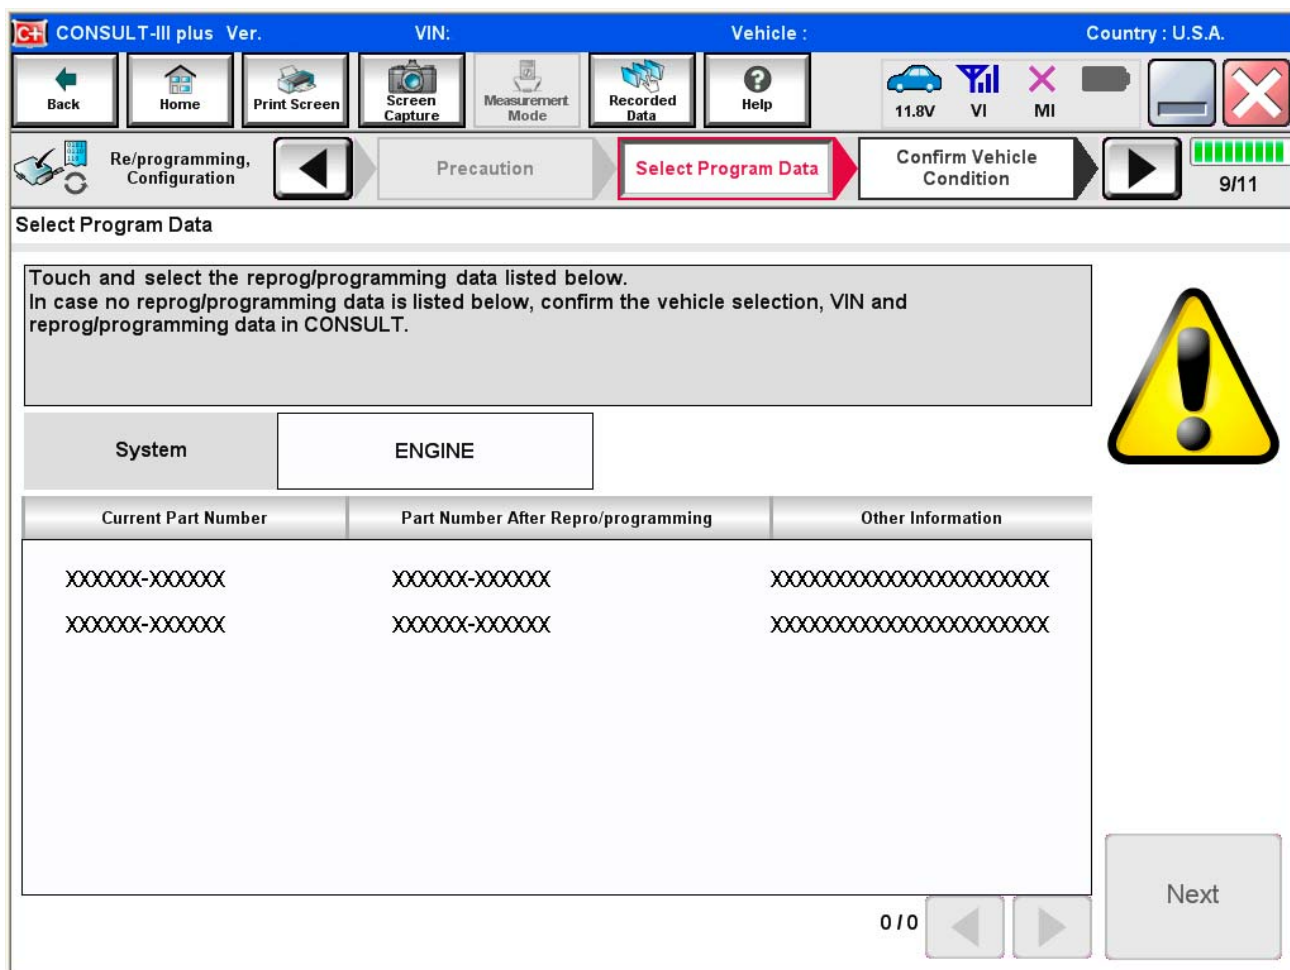 C+ CONSULT-III plus Ver. VIN: Vehicle : Country : U.S.A.
Back
Home
Print Screen
Screen
Capture
Measurement
Mode
Recorded
Data
Help
11.8V
VI
MI
Re/programming,
Configuration
Precaution
Select Program Data
Confirm Vehicle
Condition
9/11
Select Program Data
Touch and select the reprog/programming data listed below.
In case no reprog/programming data is listed below, confirm the vehicle selection, VIN and
reprog/programming data in CONSULT.
System ENGINE
Current Part Number Part Number After Repro/programming Other Information
XXXXXX-XXXXXX XXXXXX-XXXXXX XXXXXXXXXXXXXXXXXXXXXX
XXXXXX-XXXXXX XXXXXX-XXXXXX XXXXXXXXXXXXXXXXXXXXXX
Next
0/0